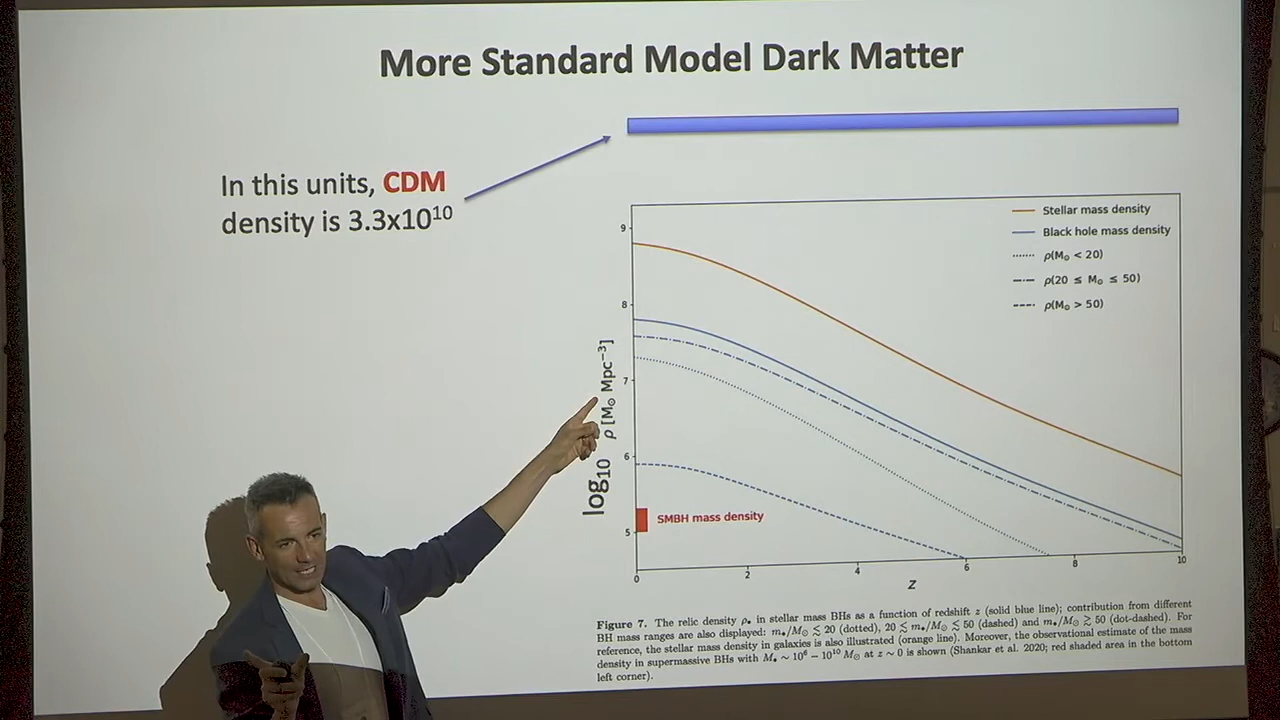 More Standard Model Dark Matter
In this units, CDM
density is 3.3x10¹⁰
Stellar mass density
Black hole mass density
ρ(M⊙ < 20)
ρ(20 ≤ M⊙ ≤ 50)
ρ(M⊙ > 50)
9
8
7
6
5
log₁₀ ρ [M⊙ Mpc⁻³]
SMBH mass density
0
2
4
6
8
10
z
Figure 7. The relic density ρ• in stellar mass BHs as a function of redshift z (solid blue line); contribution from different
BH mass ranges are also displayed: m•/M⊙ ≲ 20 (dotted), 20 ≲ m•/M⊙ ≲ 50 (dashed) and m•/M⊙ ≳ 50 (dot-dashed). For
reference, the stellar mass density in galaxies is also illustrated (orange line). Moreover, the observational estimate of the mass
density in supermassive BHs with M• ∼ 10⁶ − 10¹⁰ M⊙ at z ∼ 0 is shown (Shankar et al. 2020; red shaded area in the bottom
left corner).